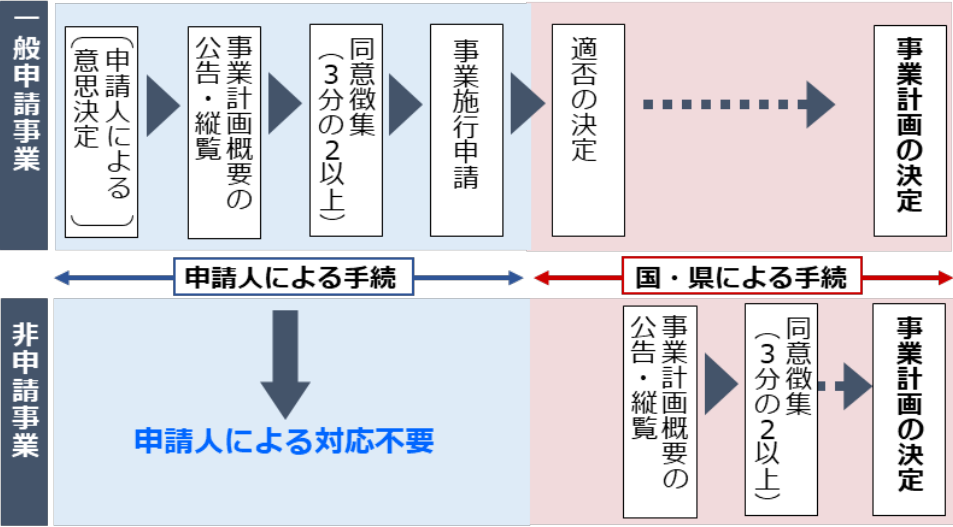 一般申請事業
（申請人による
意思決定）
事業計画概要の
公告・縦覧
同意徴集
（３分の２以上）
事業施行申請
適否の決定
事業計画の決定
申請人による手続
国・県による手続
非申請事業
申請人による対応不要
事業計画概要の
公告・縦覧
同意徴集
（３分の２以上）
事業計画の決定